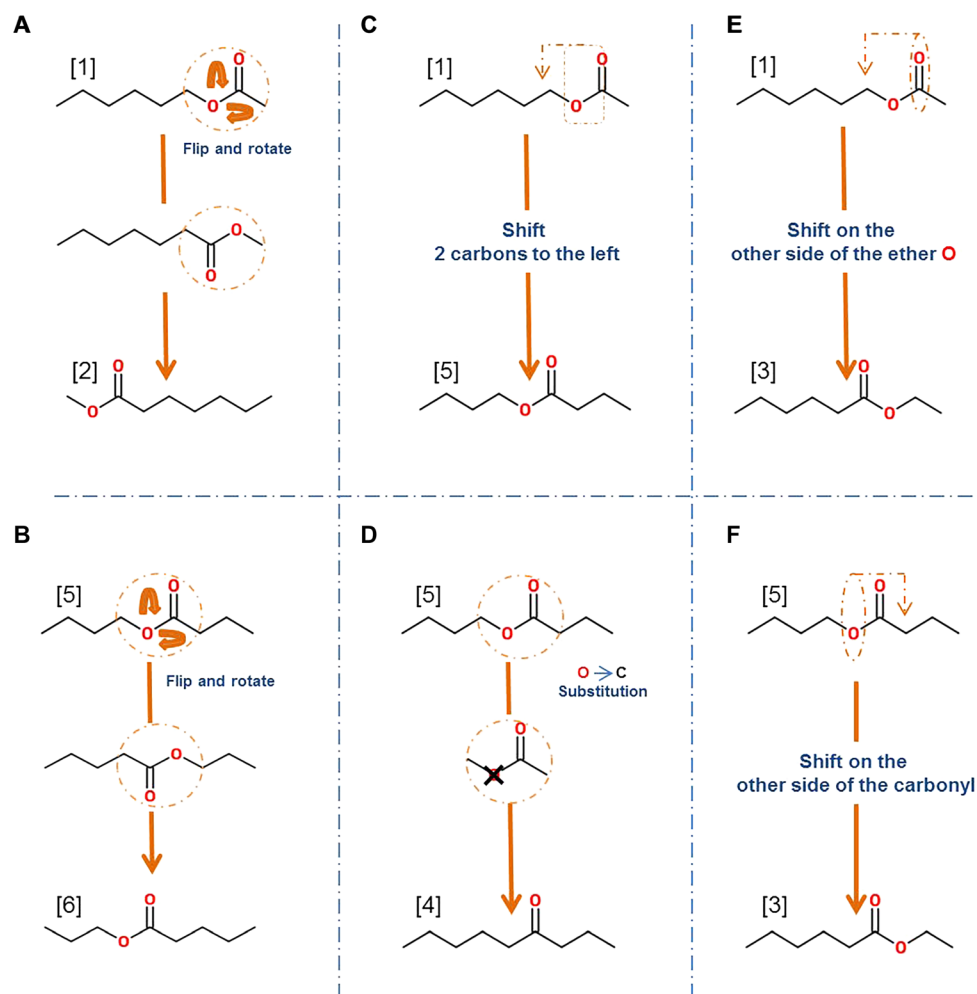 A
[1]
O
O
Flip and rotate
O
O
[2]
O
O
C
[1]
O
O
Shift
2 carbons to the left
[5]
O
O
E
[1]
O
O
Shift on the
other side of the ether O
[3]
O
O
B
[5]
O
O
Flip and rotate
O
O
[6]
O
O
D
[5]
O
O
O → C
Substitution
O
O
[4]
O
F
[5]
O
O
Shift on the
other side of the carbonyl
[3]
O
O